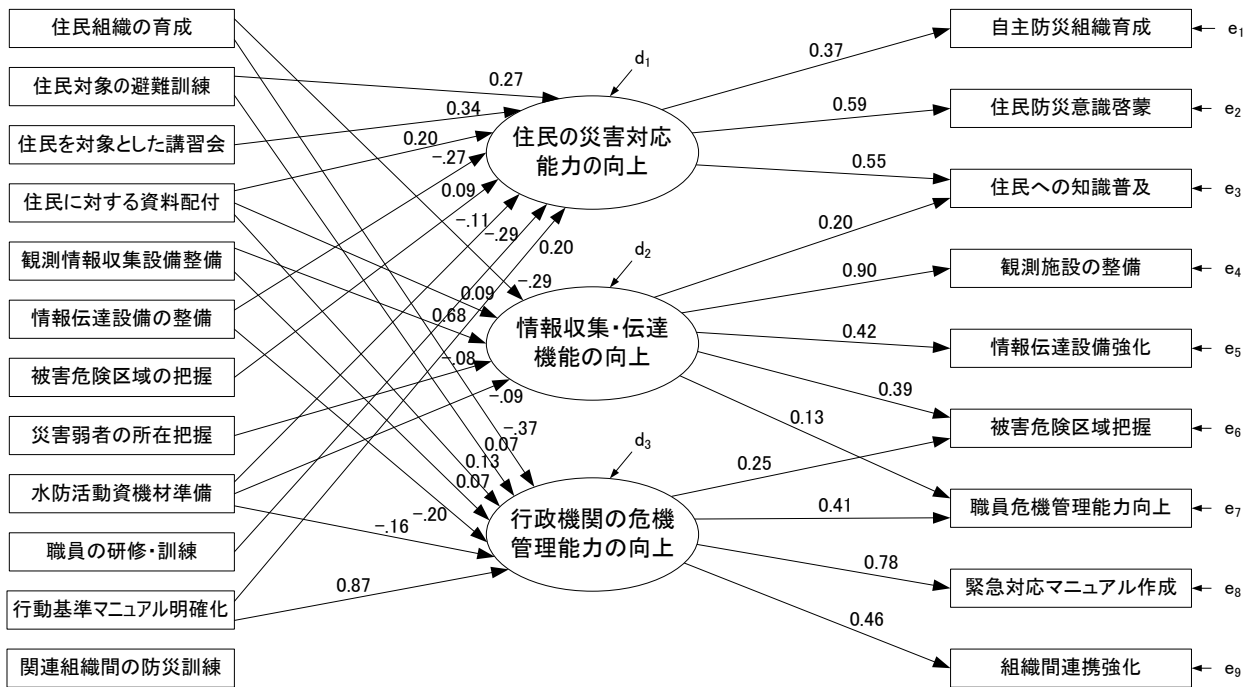 住民組織の育成
住民対象の避難訓練
住民を対象とした講習会
住民に対する資料配付
観測情報収集設備整備
情報伝達設備の整備
被害危険区域の把握
災害弱者の所在把握
水防活動資機材準備
職員の研修・訓練
行動基準マニュアル明確化
関連組織間の防災訓練
0.27
0.34
0.20
-.27
0.09
-.11
-.29
0.20
-.29
0.09
0.68
-.08
-.09
-.37
0.07
0.13
0.07
-.20
-.16
0.87
d1
住民の災害対応
能力の向上
d2
情報収集・伝達
機能の向上
d3
行政機関の危機
管理能力の向上
0.37
0.59
0.55
0.20
0.90
0.42
0.39
0.13
0.25
0.41
0.78
0.46
自主防災組織育成
e1
住民防災意識啓蒙
e2
住民への知識普及
e3
観測施設の整備
e4
情報伝達設備強化
e5
被害危険区域把握
e6
職員危機管理能力向上
e7
緊急対応マニュアル作成
e8
組織間連携強化
e9